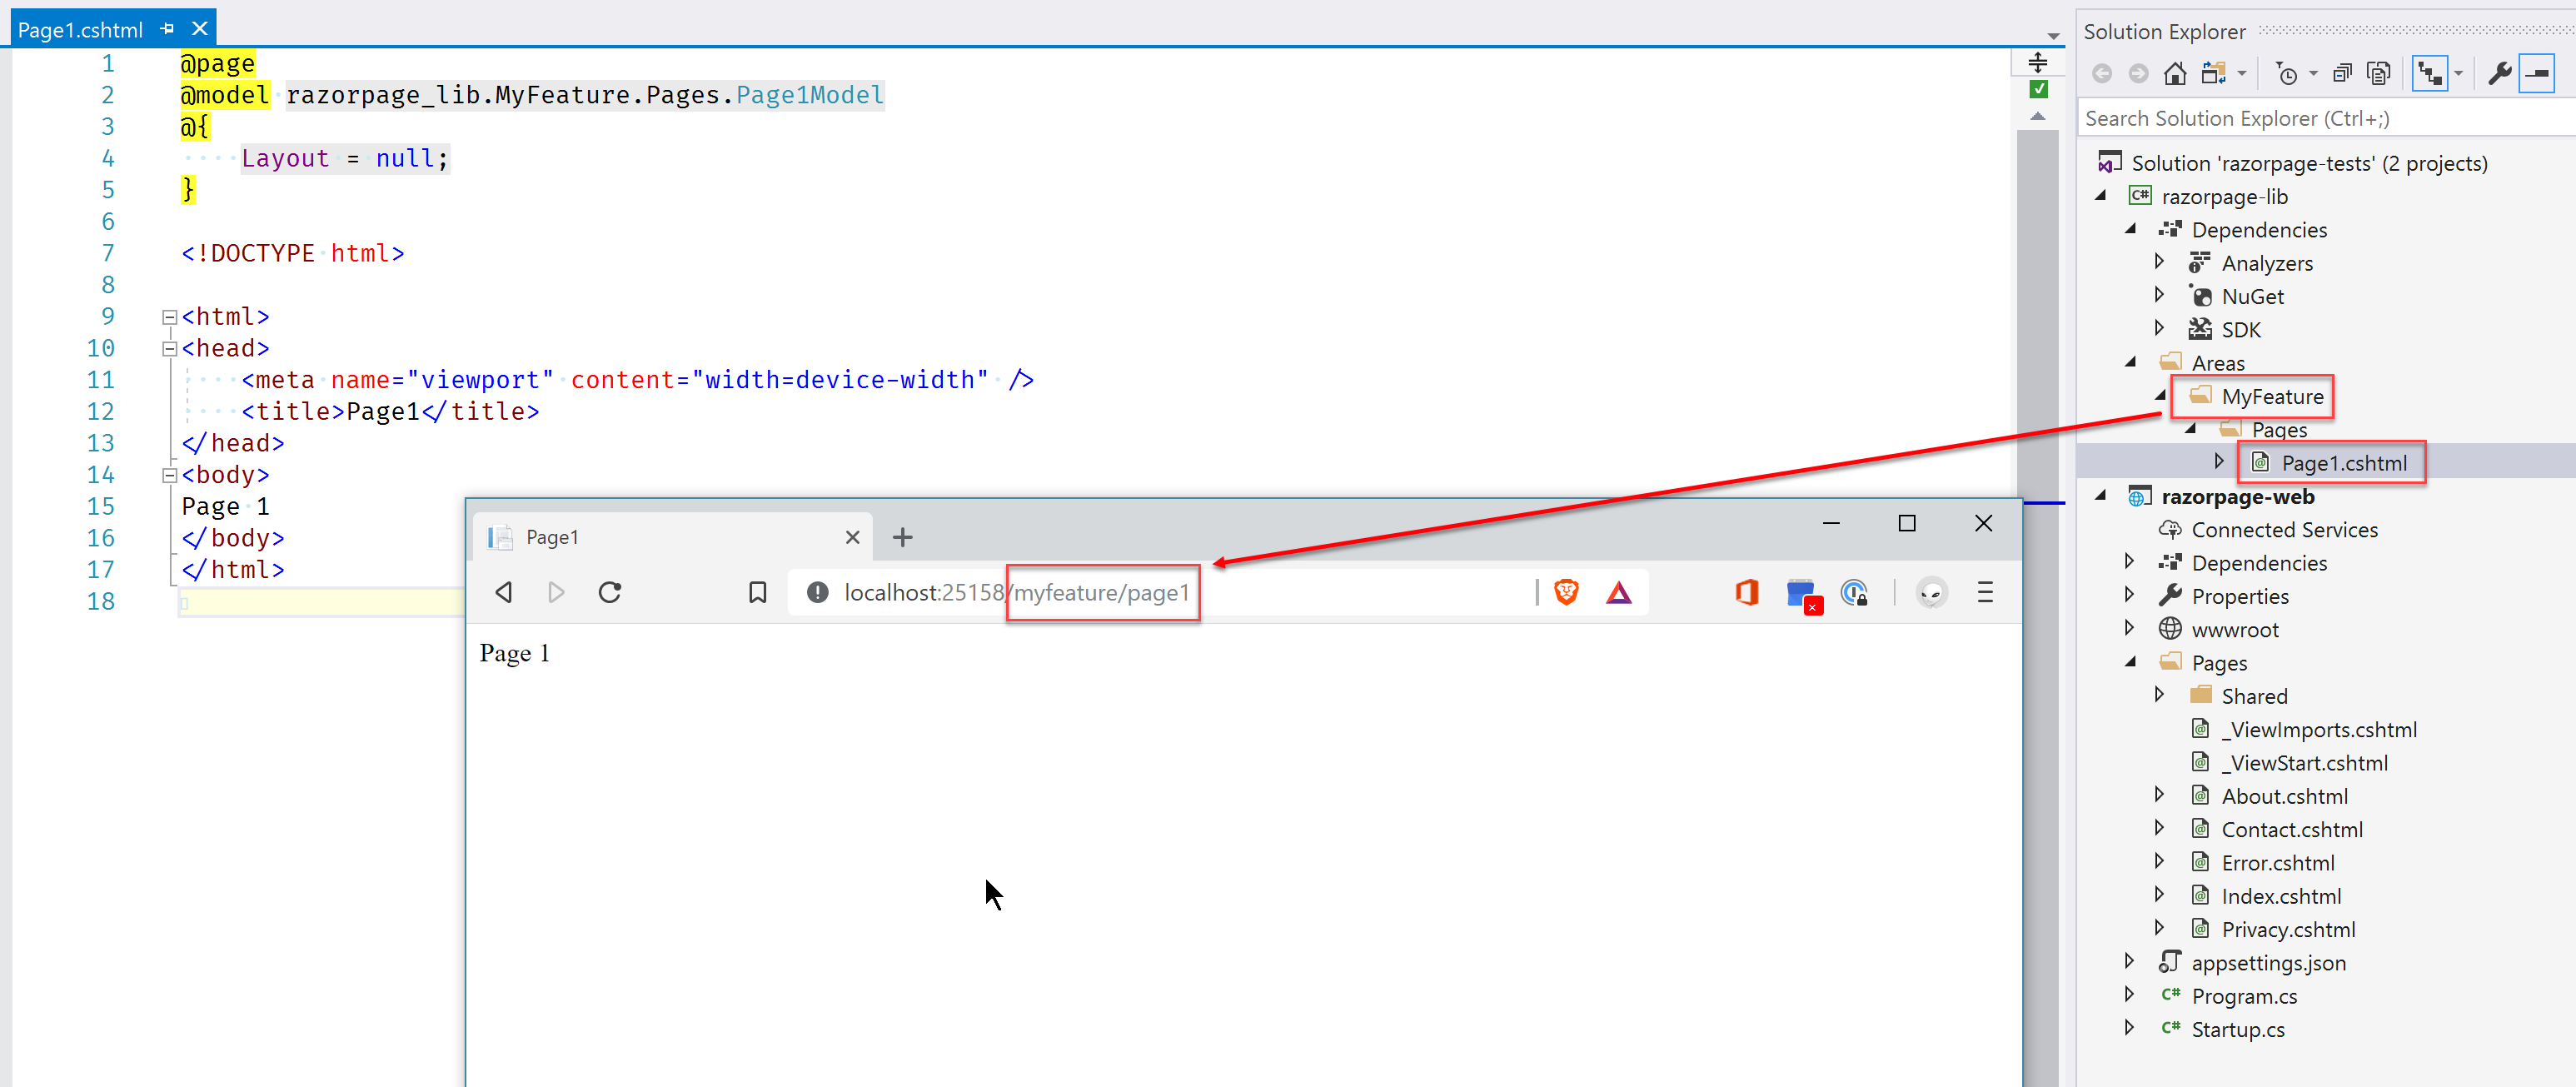 Page1.cshtml
1 @page
2 @model razorpage_lib.MyFeature.Pages.Page1Model
3 @{
4 Layout = null;
5 }
6
7 <!DOCTYPE html>
8
9 <html>
10 <head>
11 <meta name="viewport" content="width=device-width" />
12 <title>Page1</title>
13 </head>
14 <body>
15 Page 1
16 </body>
17 </html>
18
Page1
localhost:25158/myfeature/page1
Page 1
Solution Explorer
Search Solution Explorer (Ctrl+;)
Solution 'razorpage-tests' (2 projects)
C# razorpage-lib
Dependencies
Analyzers
NuGet
SDK
Areas
MyFeature
Pages
Page1.cshtml
razorpage-web
Connected Services
Dependencies
Properties
wwwroot
Pages
Shared
_ViewImports.cshtml
_ViewStart.cshtml
About.cshtml
Contact.cshtml
Error.cshtml
Index.cshtml
Privacy.cshtml
appsettings.json
C# Program.cs
C# Startup.cs